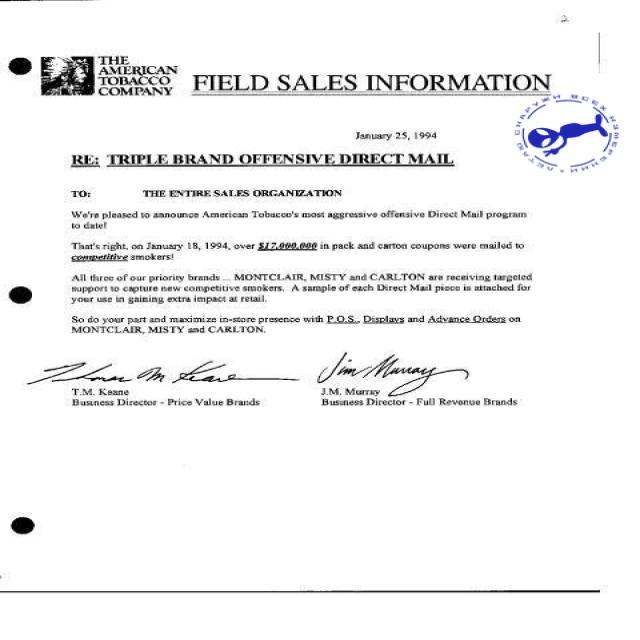 2
THE
AMERICAN
TOBACCO
COMPANY
FIELD SALES INFORMATION
January 25, 1994
ЛЕТАЮ СНАРУЖИ ВСЕХ ИЗМЕРЕНИЙ
RE: TRIPLE BRAND OFFENSIVE DIRECT MAIL
TO: THE ENTIRE SALES ORGANIZATION
We're pleased to announce American Tobacco's most aggressive offensive Direct Mail program
to date!
That's right, on January 18, 1994, over $17,000,000 in pack and carton coupons were mailed to
competitive smokers!
All three of our priority brands ... MONTCLAIR, MISTY and CARLTON are receiving targeted
support to capture new competitive smokers. A sample of each Direct Mail piece is attached for
your use in gaining extra impact at retail.
So do your part and maximize in-store presence with P.O.S., Displays and Advance Orders on
MONTCLAIR, MISTY and CARLTON.
Thomas M Keane Jim Murray
T.M. Keane J.M. Murray
Business Director - Price Value Brands Business Director - Full Revenue Brands